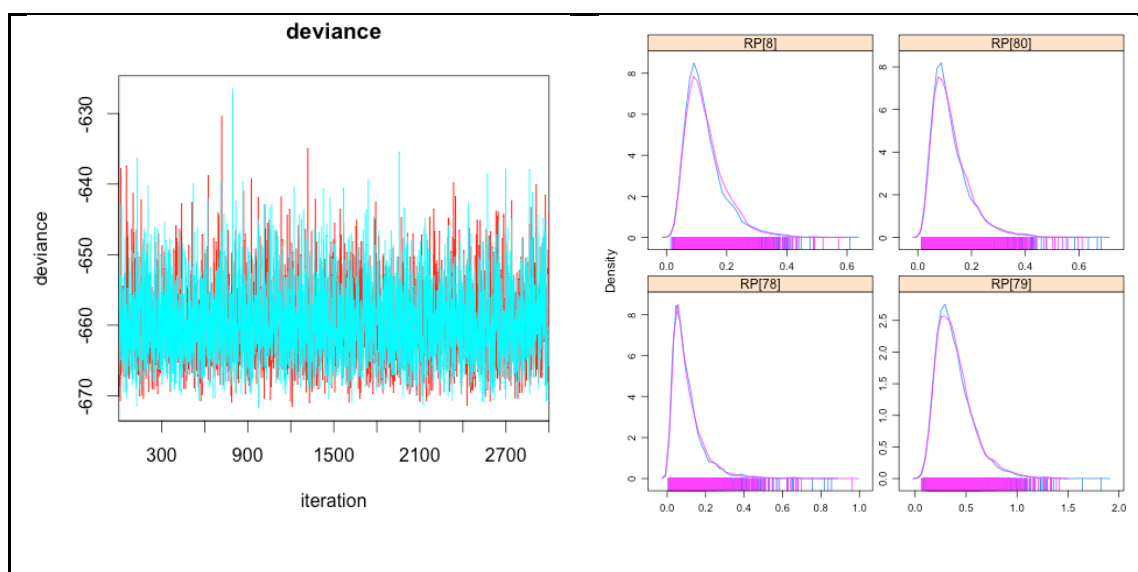 deviance
-630
-640
-650
-660
-670
deviance
300 900 1500 2100 2700
iteration
RP[8] RP[80]
0 2 4 6 8
0 2 4 6 8
0.0 0.2 0.4 0.6
0.0 0.2 0.4 0.6
Density
RP[78] RP[79]
0 2 4 6 8
0.0 0.5 1.0 1.5 2.0 2.5
0.0 0.2 0.4 0.6 0.8 1.0
0.0 0.5 1.0 1.5 2.0